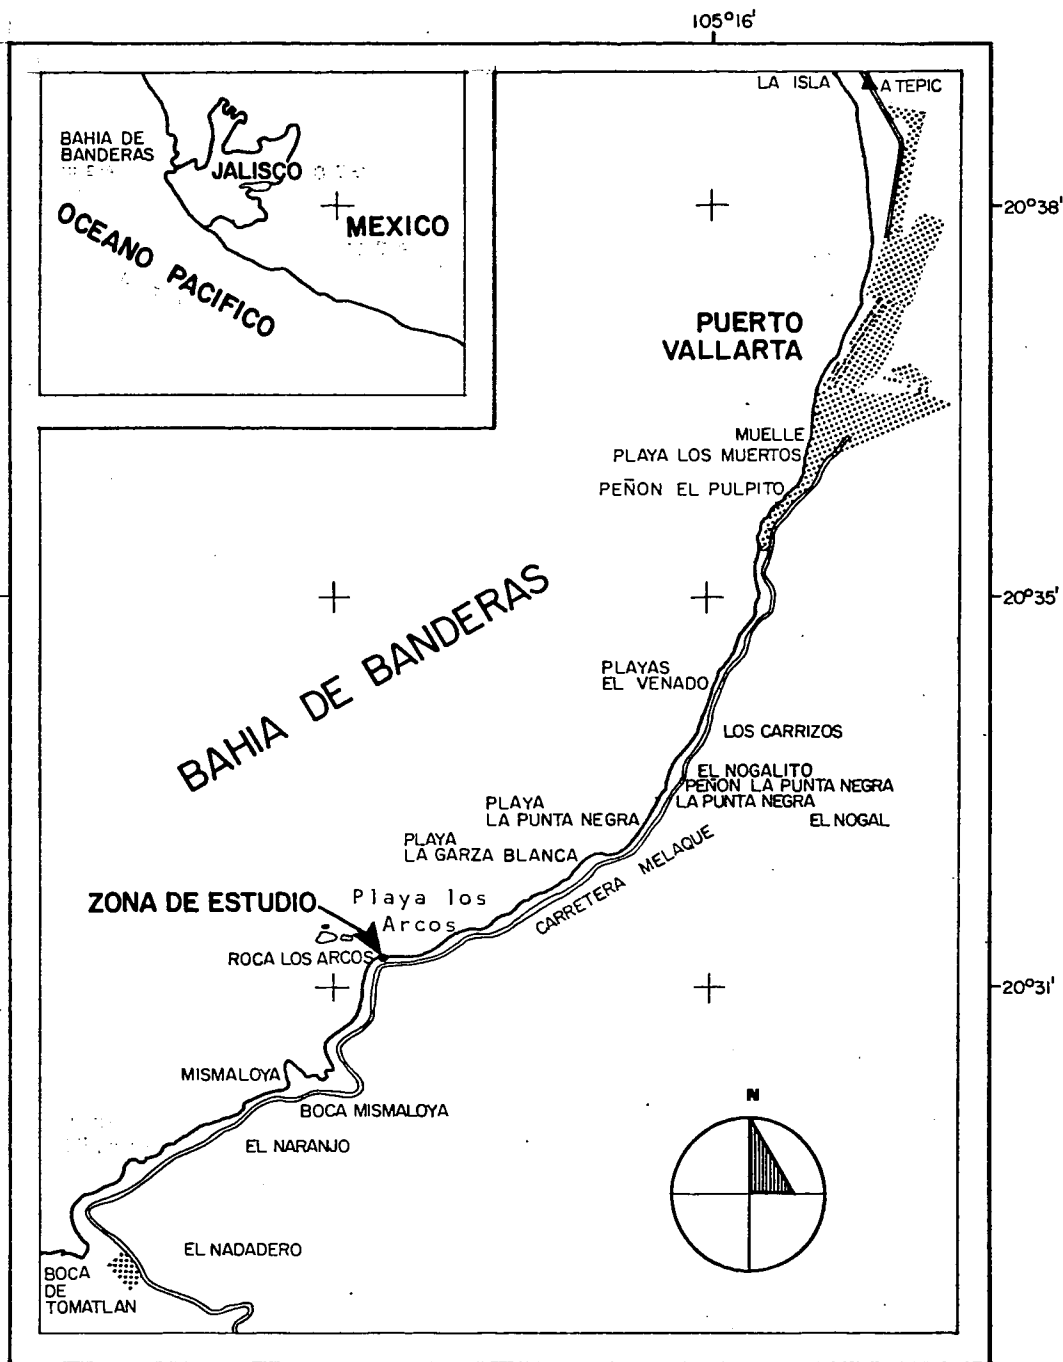 105°16'
LA ISLA
A TEPIC
BAHIA DE
BANDERAS
JALISCO
MEXICO
OCEANO PACIFICO
20°38'
PUERTO
VALLARTA
MUELLE
PLAYA LOS MUERTOS
PEÑON EL PULPITO
20°35'
BAHIA DE BANDERAS
PLAYAS
EL VENADO
LOS CARRIZOS
EL NOGALITO
PEÑON LA PUNTA NEGRA
LA PUNTA NEGRA
EL NOGAL
PLAYA
LA PUNTA NEGRA
PLAYA
LA GARZA BLANCA
CARRETERA MELAQUE
ZONA DE ESTUDIO
Playa los
Arcos
ROCA LOS ARCOS
20°31'
MISMALOYA
BOCA MISMALOYA
EL NARANJO
N
EL NADADERO
BOCA
DE
TOMATLAN